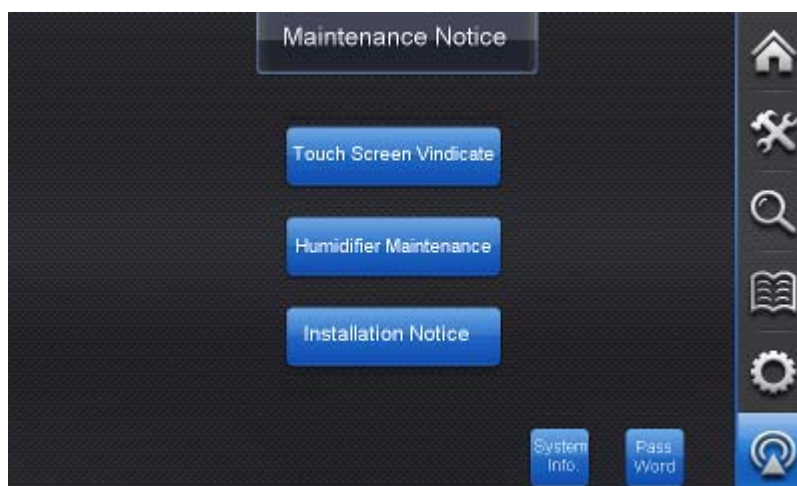 Maintenance Notice
Touch Screen Vindicate
Humidifier Maintenance
Installation Notice
System
Info.
Pass
Word